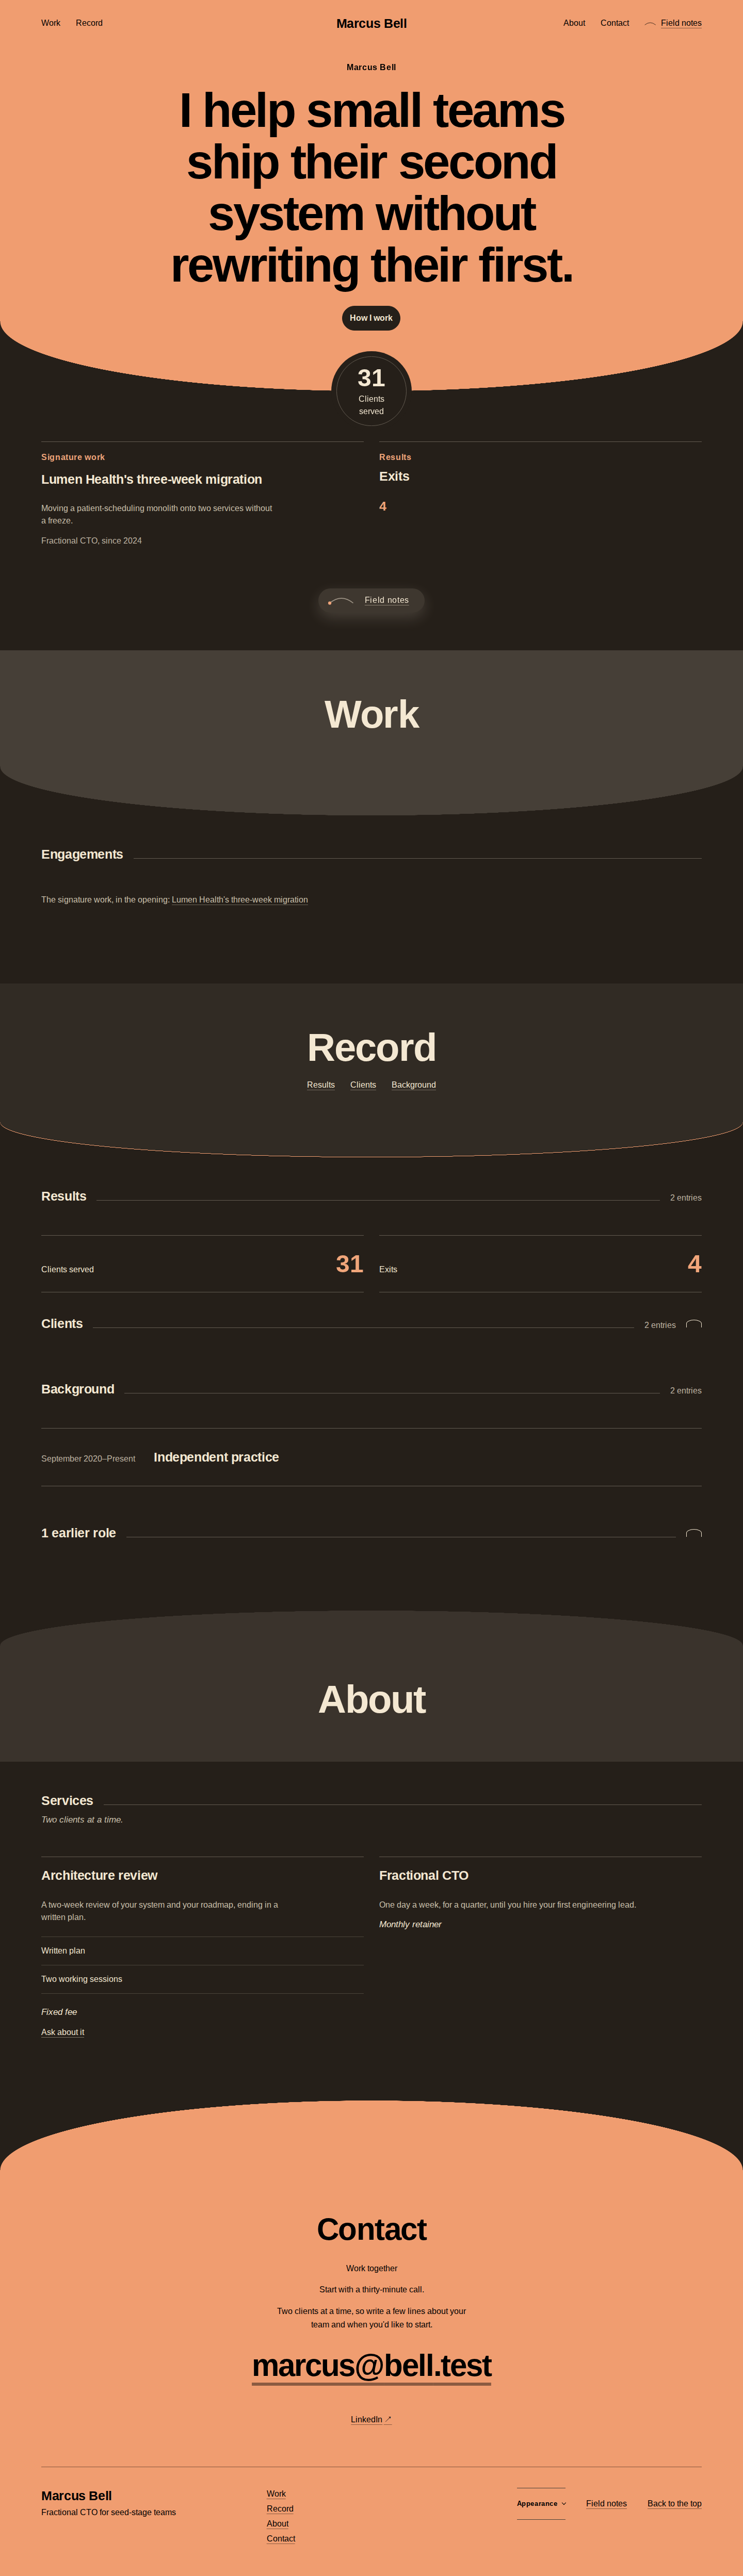 Work
Record
Marcus Bell
About
Contact
Field notes
Marcus Bell
I help small teams
ship their second
system without
rewriting their first.
How I work
31
Clients
served
Signature work
Lumen Health's three-week migration
Moving a patient-scheduling monolith onto two services without
a freeze.
Fractional CTO, since 2024
Results
Exits
4
Field notes
Work
Engagements
The signature work, in the opening: Lumen Health's three-week migration
Record
Results
Clients
Background
Results
2 entries
Clients served
31
Exits
4
Clients
2 entries
Background
2 entries
September 2020–Present
Independent practice
1 earlier role
About
Services
Two clients at a time.
Architecture review
A two-week review of your system and your roadmap, ending in a
written plan.
Written plan
Two working sessions
Fixed fee
Ask about it
Fractional CTO
One day a week, for a quarter, until you hire your first engineering lead.
Monthly retainer
Contact
Work together
Start with a thirty-minute call.
Two clients at a time, so write a few lines about your
team and when you'd like to start.
marcus@bell.test
LinkedIn ↗
Marcus Bell
Fractional CTO for seed-stage teams
Work
Record
About
Contact
Appearance
Field notes
Back to the top